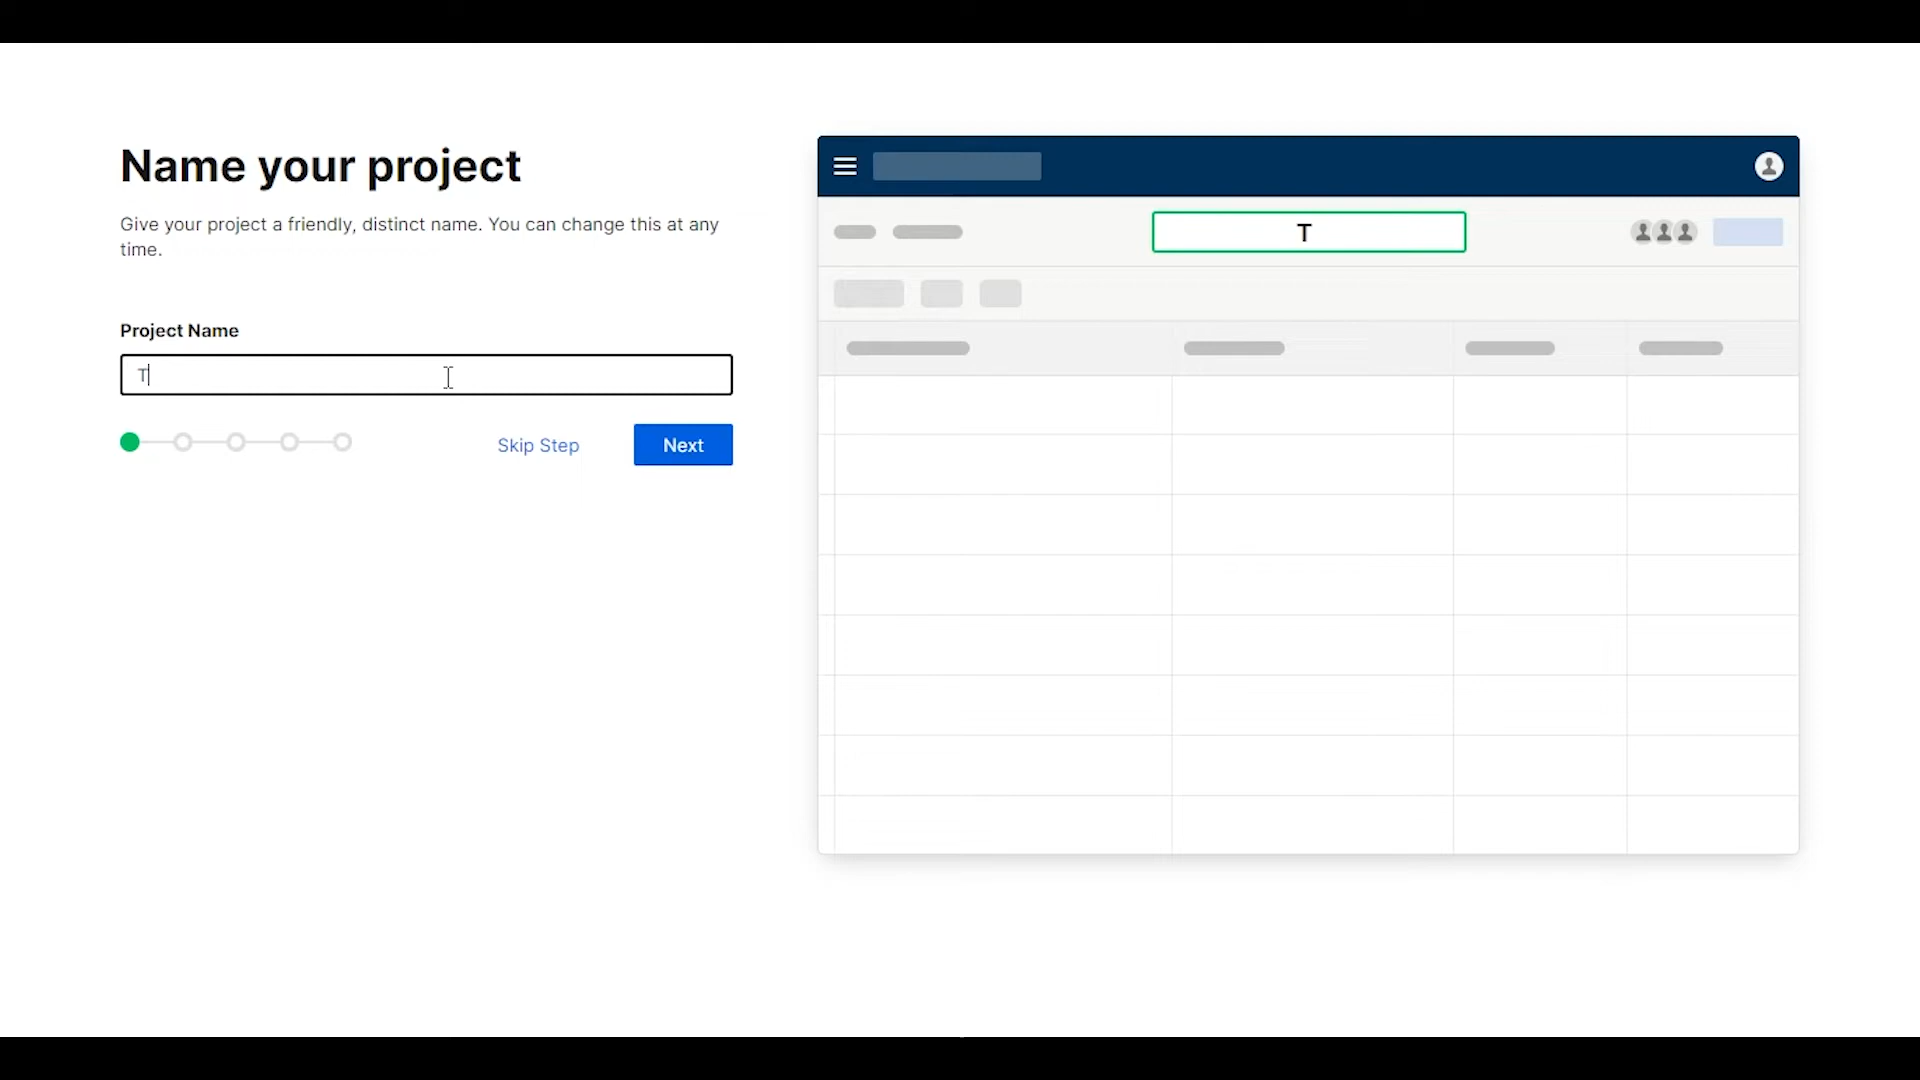 Name your project
Give your project a friendly, distinct name. You can change this at any
time.
Project Name
T
Skip Step
Next
T